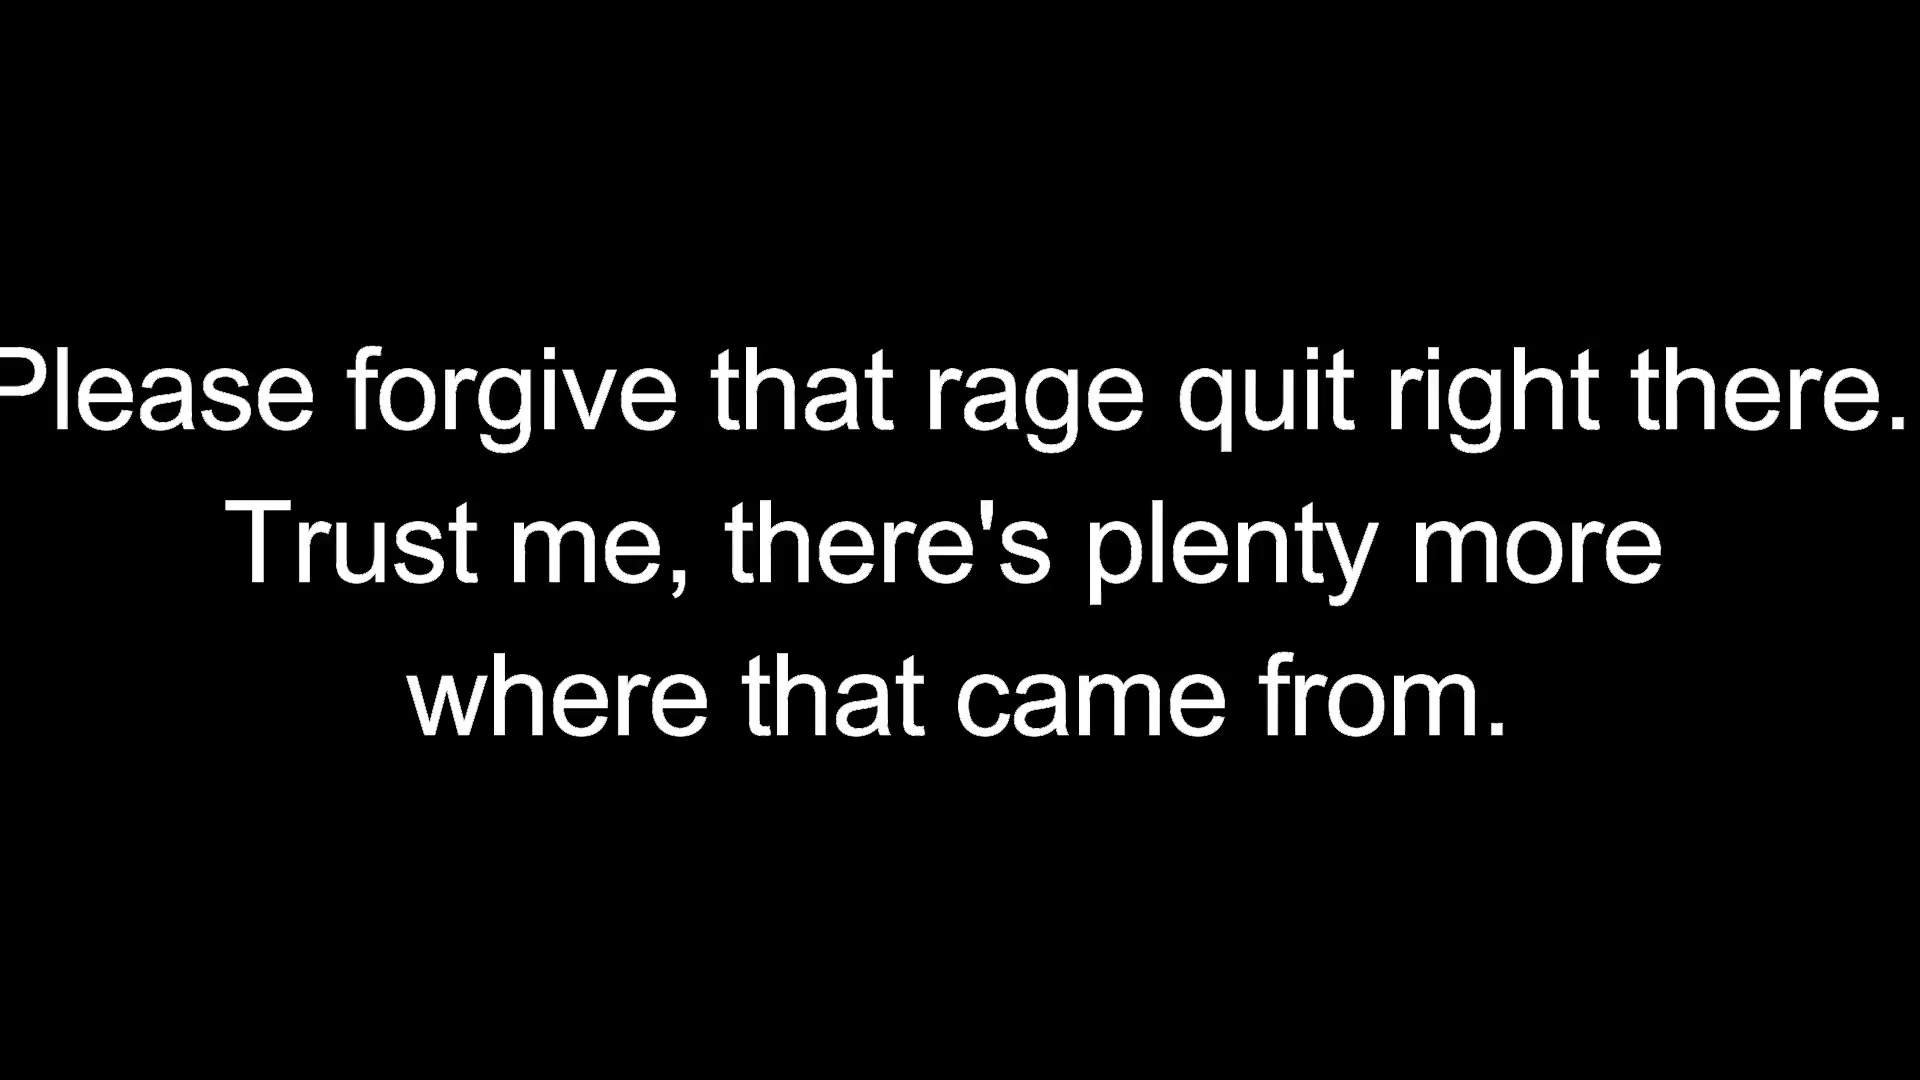 Please forgive that rage quit right there.
Trust me, there's plenty more
where that came from.